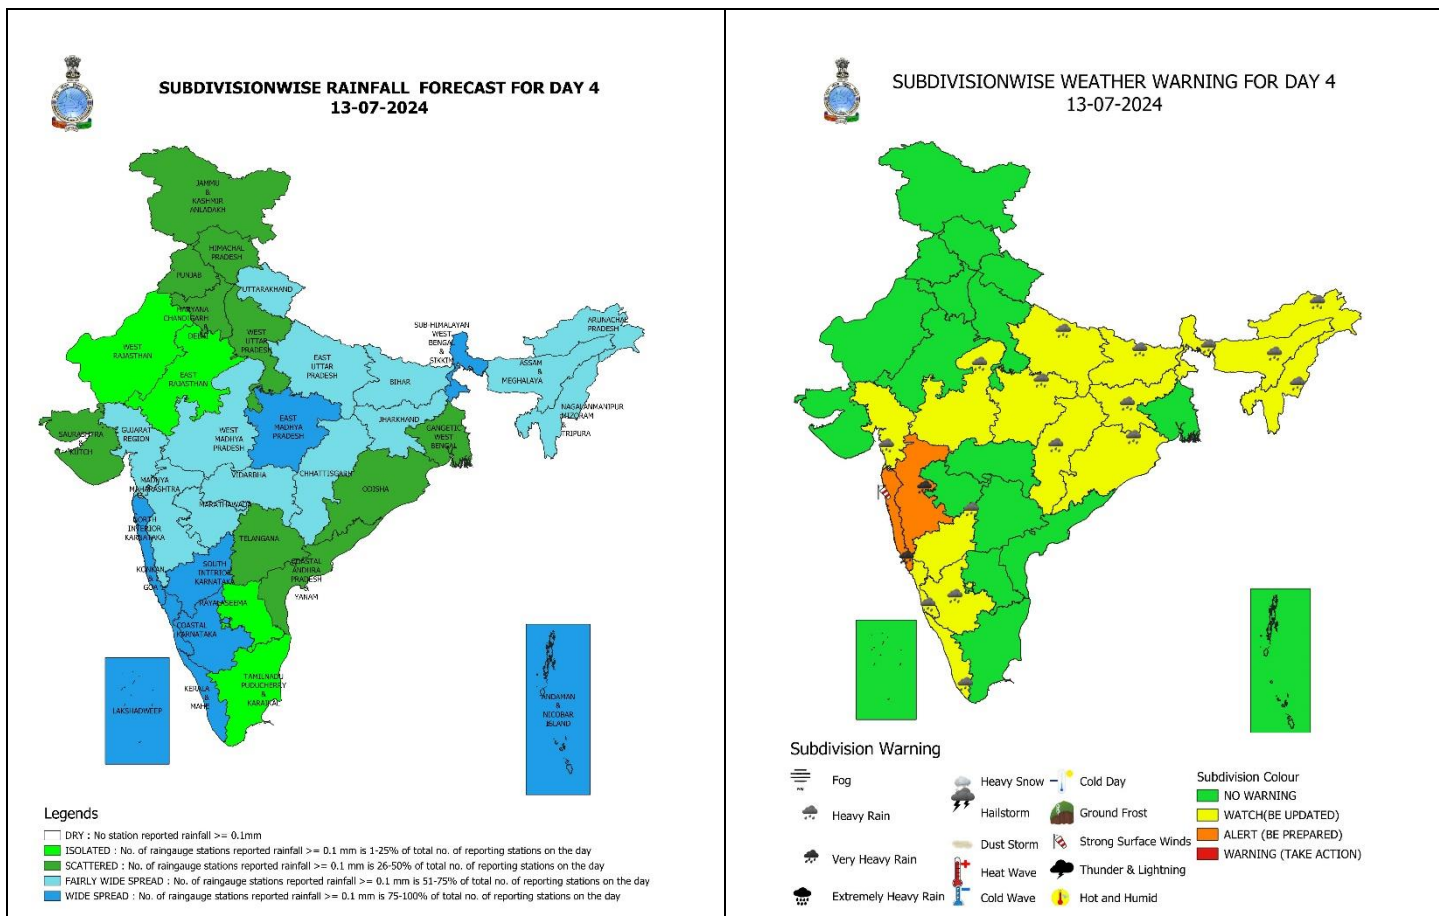 SUBDIVISIONWISE RAINFALL FORECAST FOR DAY 4
13-07-2024
JAMMU
&
KASHMIR
ANLADAKH
HIMACHAL
PRADESH
PUNJAB
UTTARAKHAND
HARYANA
CHANDIGARH
&
DELHI
WEST
UTTAR
PRADESH
WEST
RAJASTHAN
EAST
RAJASTHAN
EAST
UTTAR
PRADESH
SUB-HIMALAYAN
WEST
BENGAL
&
SIKKIM
ARUNACHAL
PRADESH
ASSAM
&
MEGHALAYA
BIHAR
NAGALANMANIPUR
MIZORAM
&
TRIPURA
JHARKHAND
GANGETIC
WEST
BENGAL
EAST
MADHYA
PRADESH
WEST
MADHYA
PRADESH
GUJARAT
REGION
SAURASHTRA
&
KUTCH
CHHATTISGARH
VIDARBHA
ODISHA
MADHYA
MAHARASHTRA
MARATHAWADA
NORTH
INTERIOR
KARNATAKA
TELANGANA
KONKAN
&
GOA
SOUTH
INTERIOR
KARNATAKA
COASTAL
ANDHRA
PRADESH
&
YANAM
RAYALASEEMA
COASTAL
KARNATAKA
TAMILNADU
PUDUCHERRY
&
KARAIKAL
KERALA
&
MAHE
LAKSHADWEEP
ANDAMAN
&
NICOBAR
ISLAND
Legends
DRY : No station reported rainfall >= 0.1mm
ISOLATED : No. of raingauge stations reported rainfall >= 0.1 mm is 1-25% of total no. of reporting stations on the day
SCATTERED : No. of raingauge stations reported rainfall >= 0.1 mm is 26-50% of total no. of reporting stations on the day
FAIRLY WIDE SPREAD : No. of raingauge stations reported rainfall >= 0.1 mm is 51-75% of total no. of reporting stations on the day
WIDE SPREAD : No. of raingauge stations reported rainfall >= 0.1 mm is 75-100% of total no. of reporting stations on the day
SUBDIVISIONWISE WEATHER WARNING FOR DAY 4
13-07-2024
Subdivision Warning
Fog
Heavy Rain
Very Heavy Rain
Extremely Heavy Rain
Heavy Snow
Hailstorm
Dust Storm
Heat Wave
Cold Wave
Cold Day
Ground Frost
Strong Surface Winds
Thunder & Lightning
Hot and Humid
Subdivision Colour
NO WARNING
WATCH(BE UPDATED)
ALERT (BE PREPARED)
WARNING (TAKE ACTION)